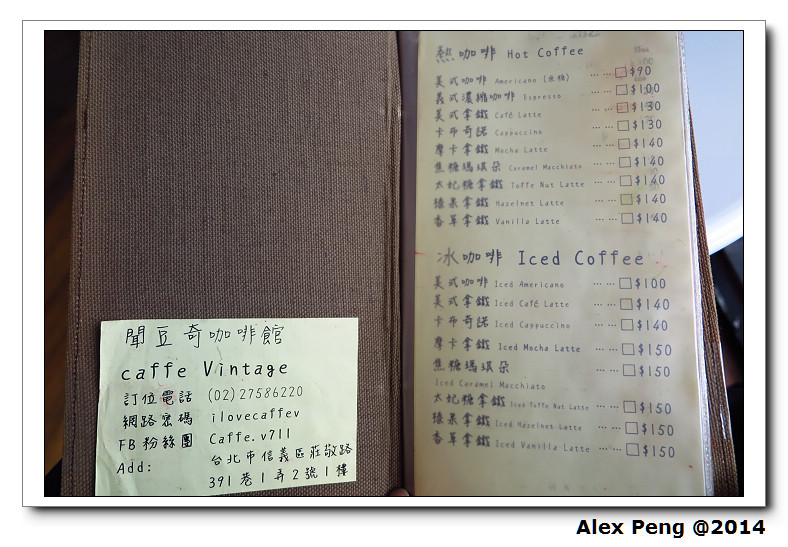 聞豆奇咖啡館
caffe Vintage
訂位電話 (02)27586220
網路密碼 ilovecaffev
FB粉絲團 Caffe.v711
Add: 台北市信義區莊敬路
391巷1弄2號1樓
熱咖啡 Hot Coffee
美式咖啡 Americano (無糖) …… $90
義式濃縮咖啡 Espresso …… $100
美式拿鐵 Café Latte …… $130
卡布奇諾 Cappuccino …… $130
摩卡拿鐵 Mocha Latte …… $140
焦糖瑪琪朵 Caramel Macchiato …… $140
太妃糖拿鐵 Toffe Nut Latte …… $140
榛果拿鐵 Hazelnet Latte …… $140
香草拿鐵 Vanilla Latte …… $140
冰咖啡 Iced Coffee
美式咖啡 Iced Americano …… $100
美式拿鐵 Iced Café Latte …… $140
卡布奇諾 Iced Cappuccino …… $140
摩卡拿鐵 Iced Mocha Latte …… $150
焦糖瑪琪朵 …… $150
Iced Caramel Macchiato
太妃糖拿鐵 Iced Toffe Nut Latte …… $150
榛果拿鐵 Iced Hazelnet Latte …… $150
香草拿鐵 Iced Vanilla Latte …… $150
Alex Peng @2014